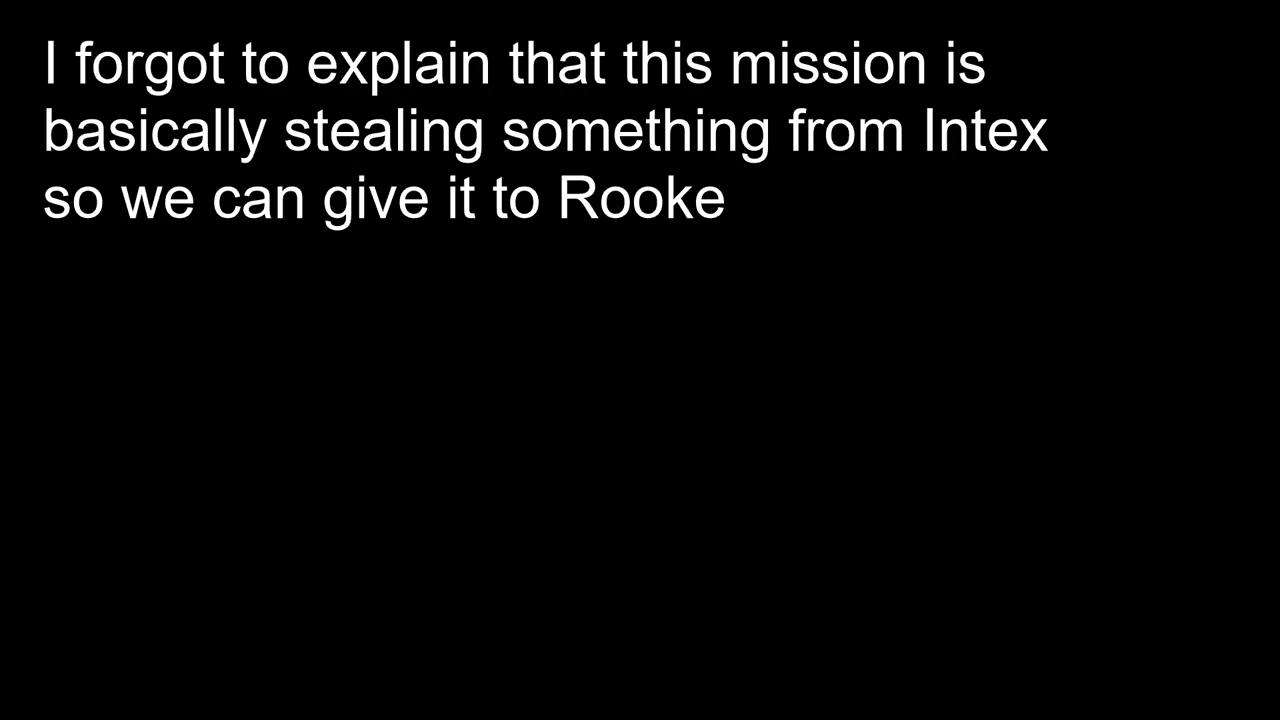 I forgot to explain that this mission is
basically stealing something from Intex
so we can give it to Rooke